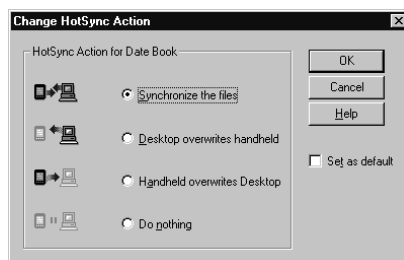 Change HotSync Action
HotSync Action for Date Book
Synchronize the files
Desktop overwrites handheld
Handheld overwrites Desktop
Do nothing
OK
Cancel
Help
Set as default